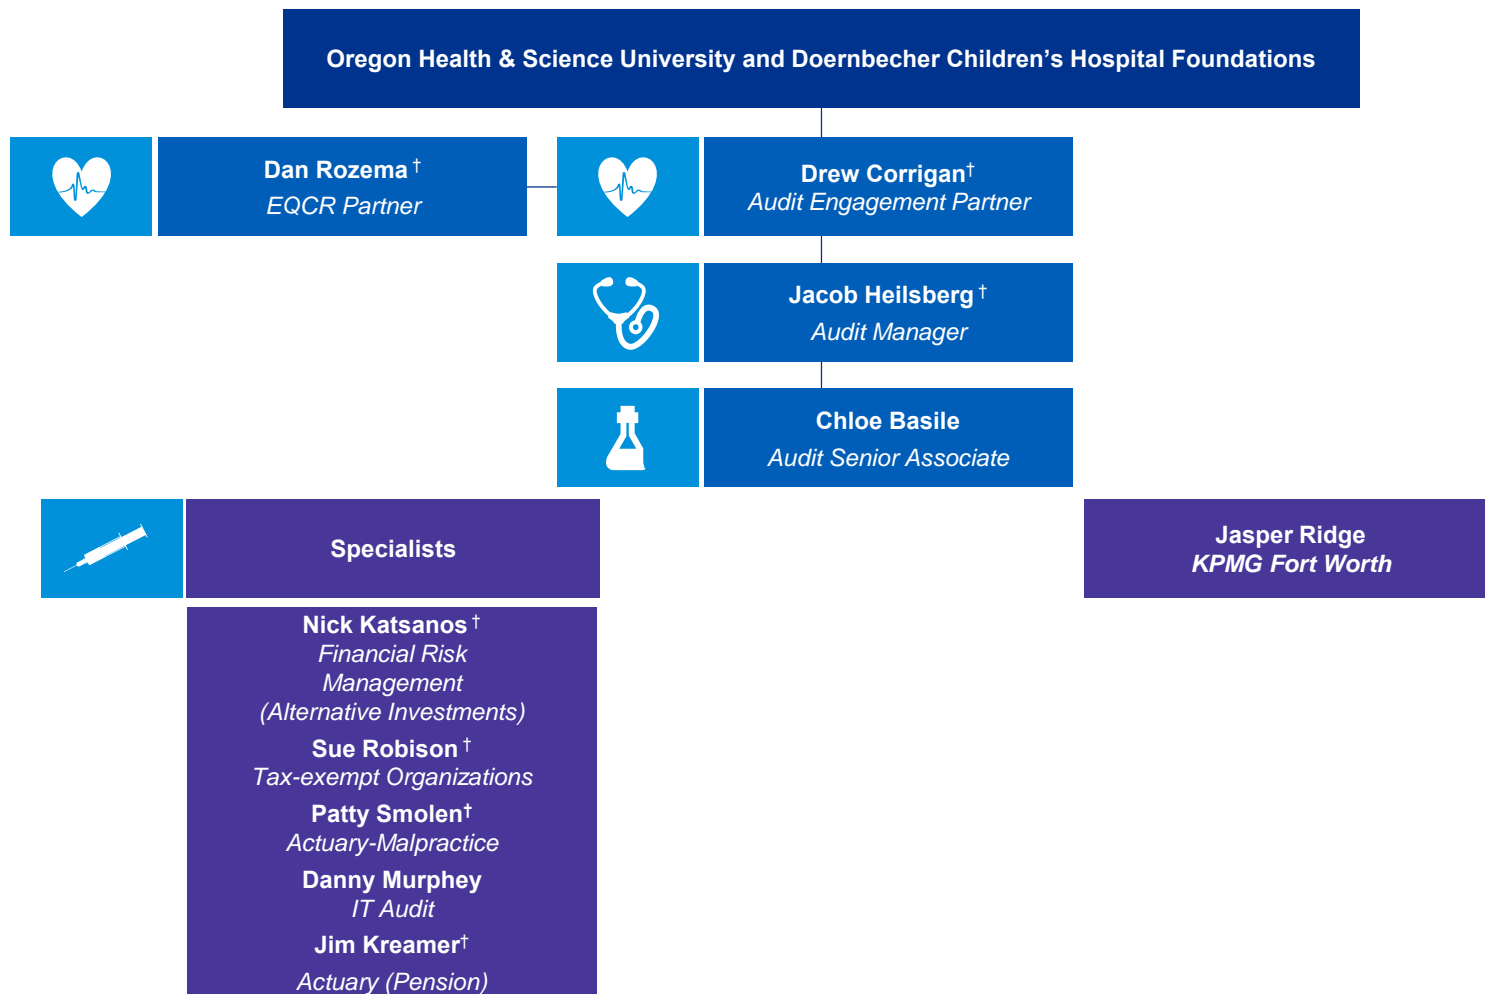 Oregon Health & Science University and Doernbecher Children’s Hospital Foundations
Dan Rozema †
EQCR Partner
Drew Corrigan†
Audit Engagement Partner
Jacob Heilsberg †
Audit Manager
Chloe Basile
Audit Senior Associate
Specialists
Nick Katsanos †
Financial Risk
Management
(Alternative Investments)
Sue Robison †
Tax-exempt Organizations
Patty Smolen†
Actuary-Malpractice
Danny Murphey
IT Audit
Jim Kreamer†
Actuary (Pension)
Jasper Ridge
KPMG Fort Worth